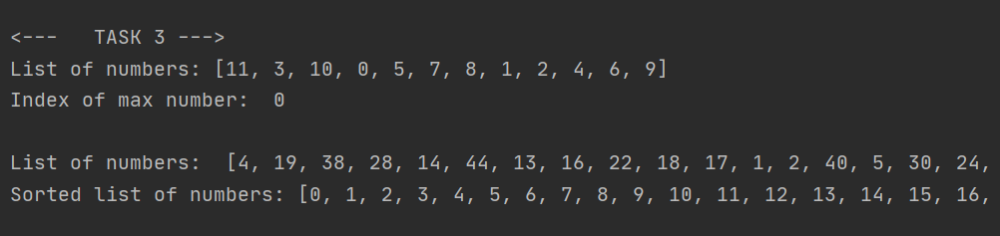 <---   TASK 3 --->
List of numbers: [11, 3, 10, 0, 5, 7, 8, 1, 2, 4, 6, 9]
Index of max number:  0
List of numbers:  [4, 19, 38, 28, 14, 44, 13, 16, 22, 18, 17, 1, 2, 40, 5, 30, 24,
Sorted list of numbers: [0, 1, 2, 3, 4, 5, 6, 7, 8, 9, 10, 11, 12, 13, 14, 15, 16,